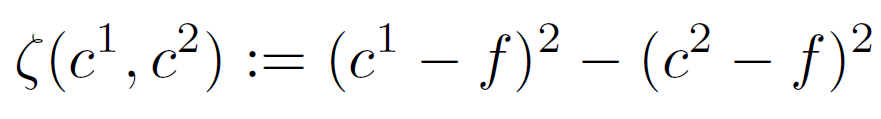 ζ(c¹, c²) := (c¹ − f)² − (c² − f)²